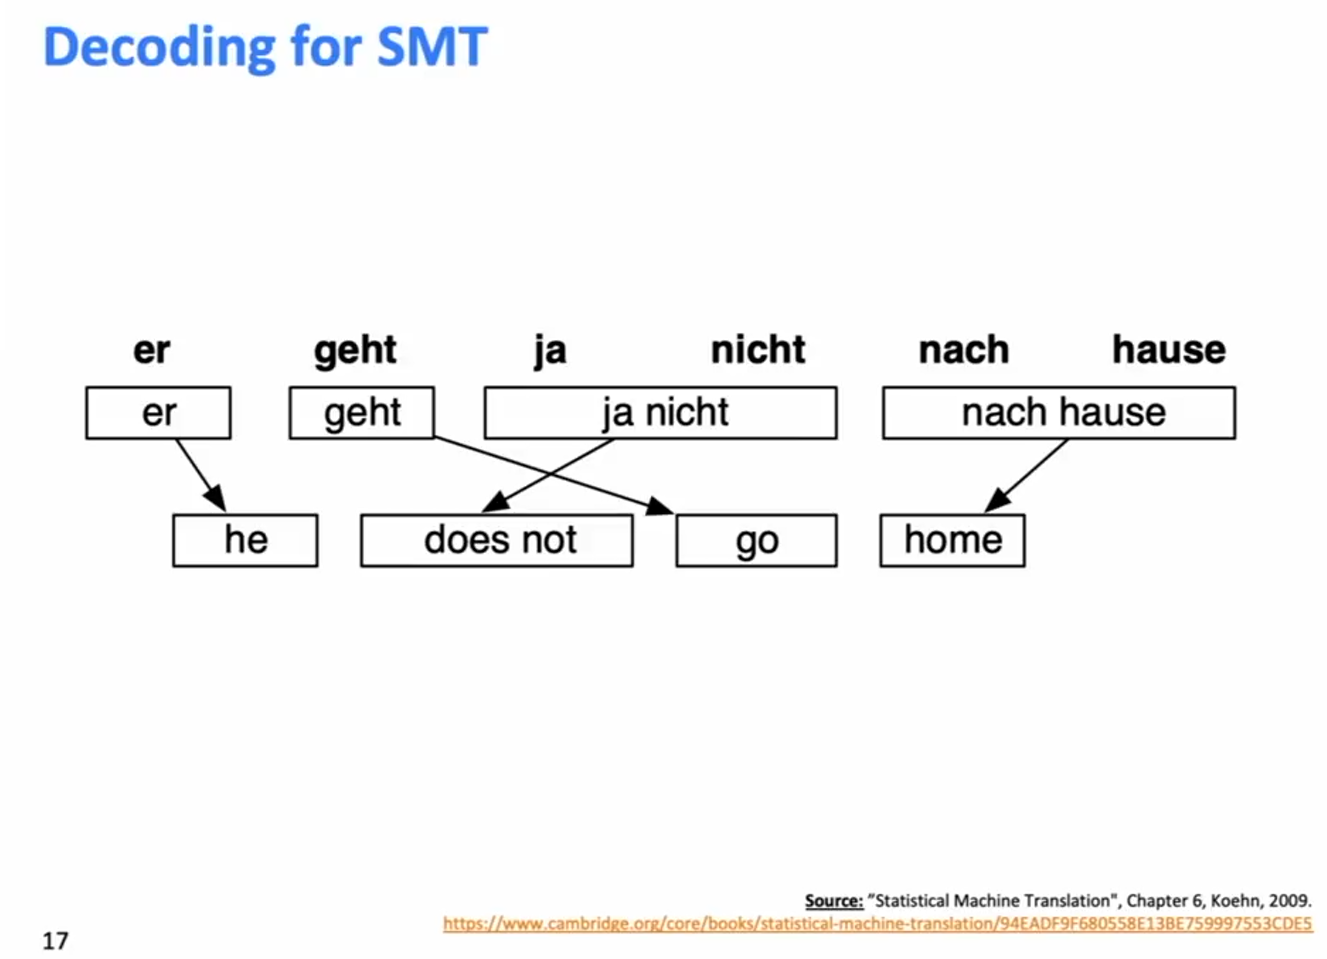 Decoding for SMT
er geht ja nicht nach hause
er geht ja nicht nach hause
he does not go home
Source: "Statistical Machine Translation", Chapter 6, Koehn, 2009.
https://www.cambridge.org/core/books/statistical-machine-translation/94EADF9F680558E13BE759997553CDE5
17